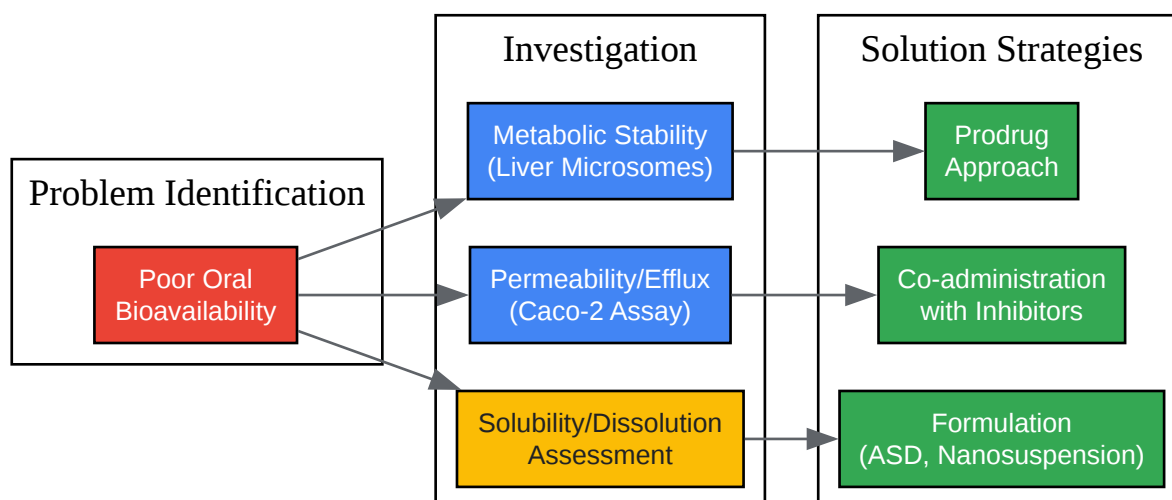 Problem Identification
Poor Oral
Bioavailability
Investigation
Metabolic Stability
(Liver Microsomes)
Permeability/Efflux
(Caco-2 Assay)
Solubility/Dissolution
Assessment
Solution Strategies
Prodrug
Approach
Co-administration
with Inhibitors
Formulation
(ASD, Nanosuspension)